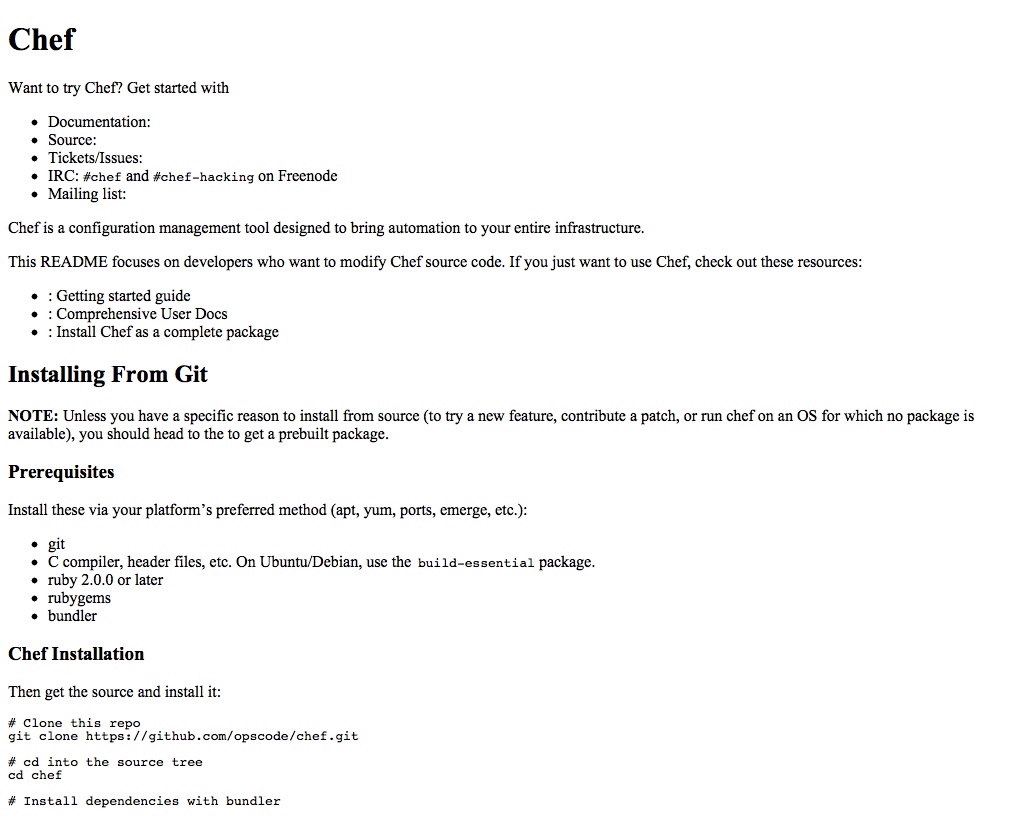 Chef
Want to try Chef? Get started with
• Documentation:
• Source:
• Tickets/Issues:
• IRC: #chef and #chef-hacking on Freenode
• Mailing list:
Chef is a configuration management tool designed to bring automation to your entire infrastructure.
This README focuses on developers who want to modify Chef source code. If you just want to use Chef, check out these resources:
• : Getting started guide
• : Comprehensive User Docs
• : Install Chef as a complete package
Installing From Git
NOTE: Unless you have a specific reason to install from source (to try a new feature, contribute a patch, or run chef on an OS for which no package is
available), you should head to the to get a prebuilt package.
Prerequisites
Install these via your platform’s preferred method (apt, yum, ports, emerge, etc.):
• git
• C compiler, header files, etc. On Ubuntu/Debian, use the build-essential package.
• ruby 2.0.0 or later
• rubygems
• bundler
Chef Installation
Then get the source and install it:
# Clone this repo
git clone https://github.com/opscode/chef.git
# cd into the source tree
cd chef
# Install dependencies with bundler